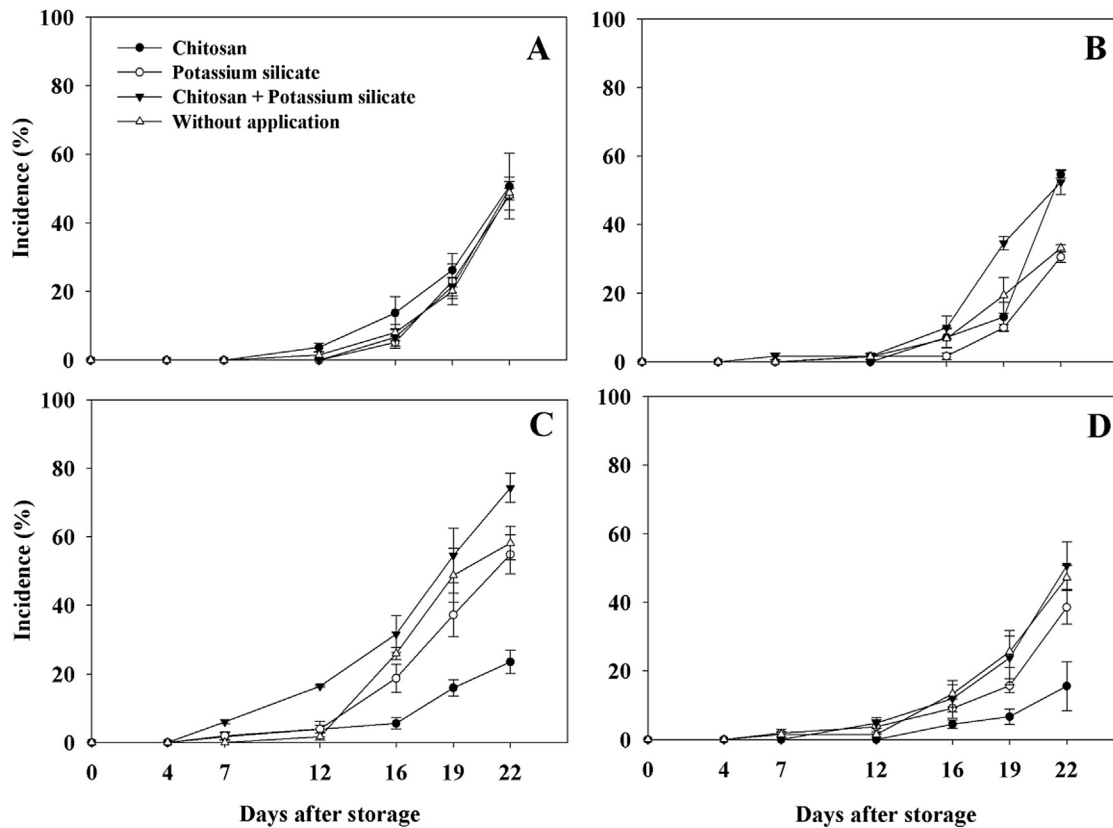 100
80
60
40
20
0
Incidence (%)
Chitosan
Potassium silicate
Chitosan + Potassium silicate
Without application
A
100
80
60
40
20
0
B
100
80
60
40
20
0
Incidence (%)
C
0 4 7 12 16 19 22
Days after storage
100
80
60
40
20
0
D
0 4 7 12 16 19 22
Days after storage